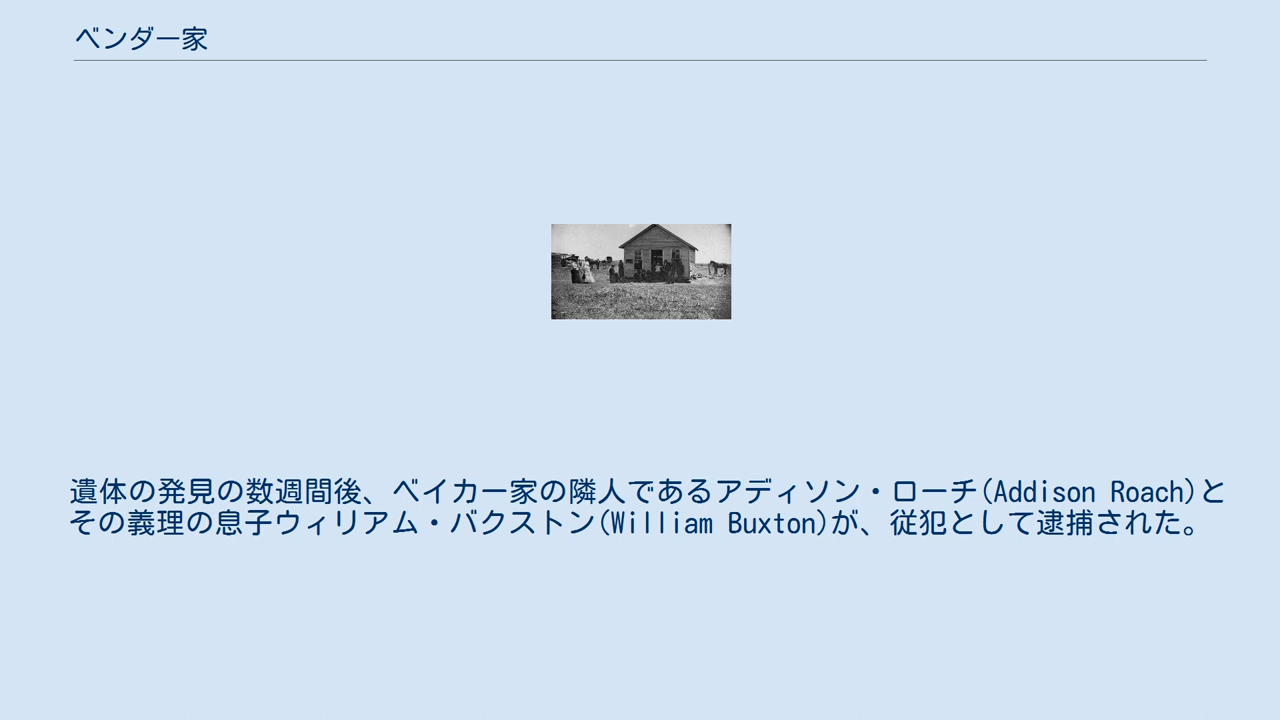 ベンダー家
遺体の発見の数週間後、ベイカー家の隣人であるアディソン・ローチ(Addison Roach)と
その義理の息子ウィリアム・バクストン(William Buxton)が、従犯として逮捕された。